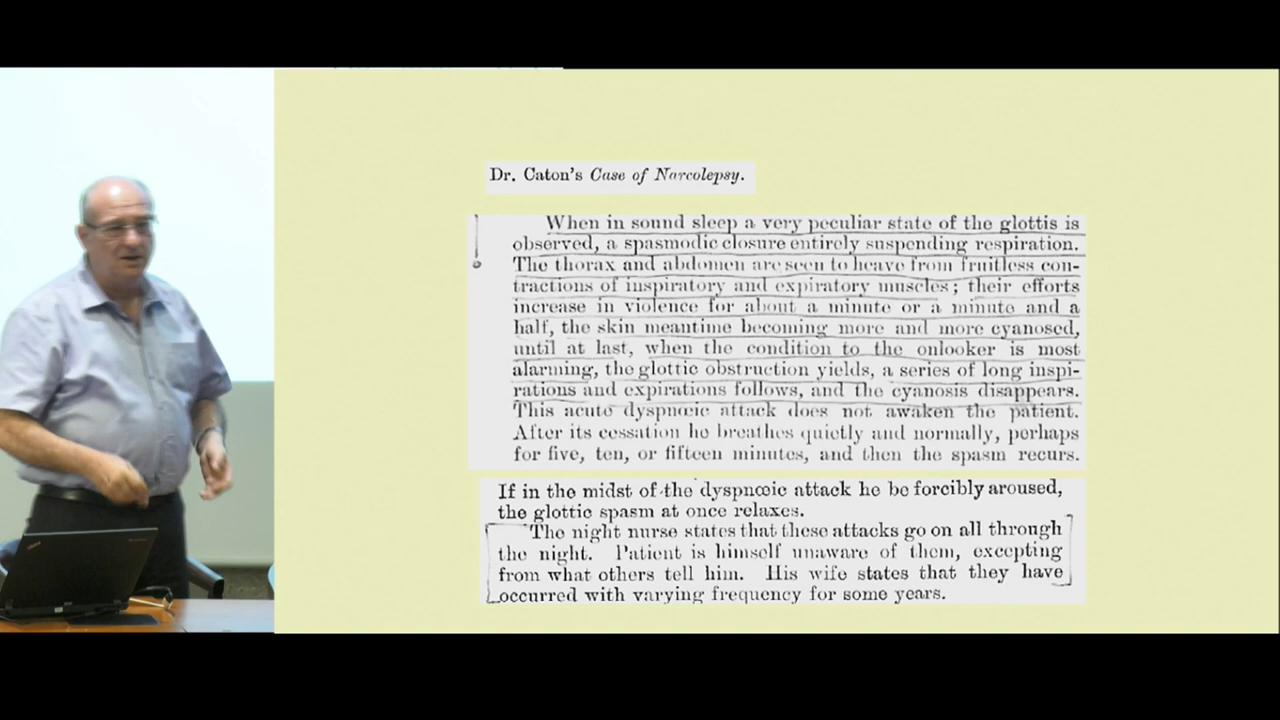 Dr. Caton's Case of Narcolepsy.
When in sound sleep a very peculiar state of the glottis is
observed, a spasmodic closure entirely suspending respiration.
The thorax and abdomen are seen to heave from fruitless con-
tractions of inspiratory and expiratory muscles; their efforts
increase in violence for about a minute or a minute and a
half, the skin meantime becoming more and more cyanosed,
until at last, when the condition to the onlooker is most
alarming, the glottic obstruction yields, a series of long inspi-
rations and expirations follows, and the cyanosis disappears.
This acute dyspnœic attack does not awaken the patient.
After its cessation he breathes quietly and normally, perhaps
for five, ten, or fifteen minutes, and then the spasm recurs.
If in the midst of the dyspnœic attack he be forcibly aroused,
the glottic spasm at once relaxes.
The night nurse states that these attacks go on all through
the night. Patient is himself unaware of them, excepting
from what others tell him. His wife states that they have
occurred with varying frequency for some years.